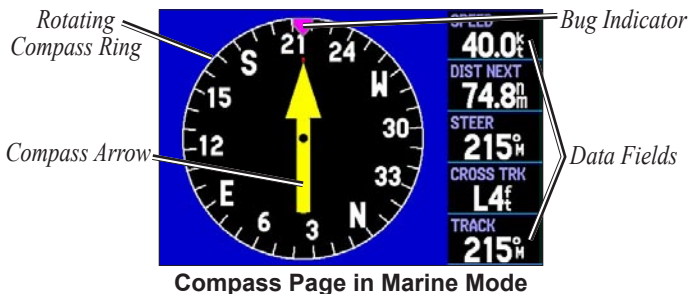 Rotating
Compass Ring
Bug Indicator
Compass Arrow
Data Fields
21
24
S
W
15
30
12
33
E
N
6
3
SPEED
40.0kt
DIST NEXT
74.8nm
STEER
215°M
CROSS TRK
L4ft
TRACK
215°M
Compass Page in Marine Mode